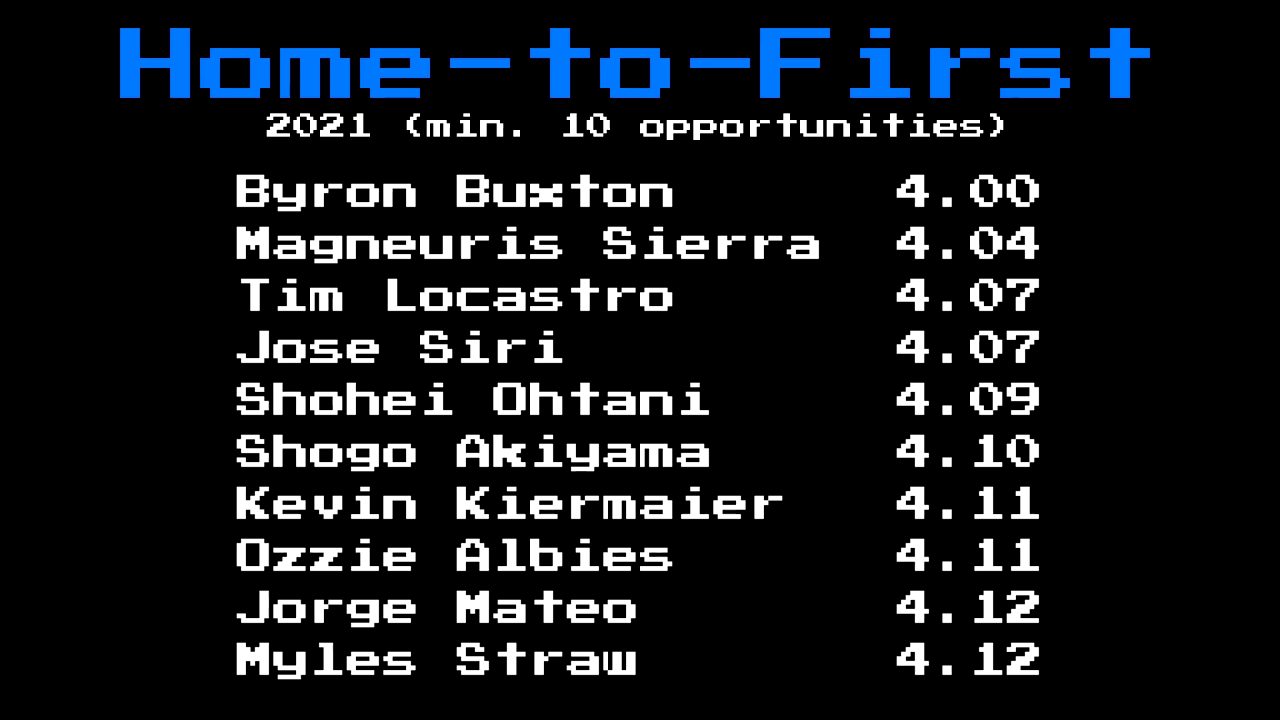 Home-to-First
2021 (min. 10 opportunities)
Byron Buxton 4.00
Magneuris Sierra 4.04
Tim Locastro 4.07
Jose Siri 4.07
Shohei Ohtani 4.09
Shogo Akiyama 4.10
Kevin Kiermaier 4.11
Ozzie Albies 4.11
Jorge Mateo 4.12
Myles Straw 4.12